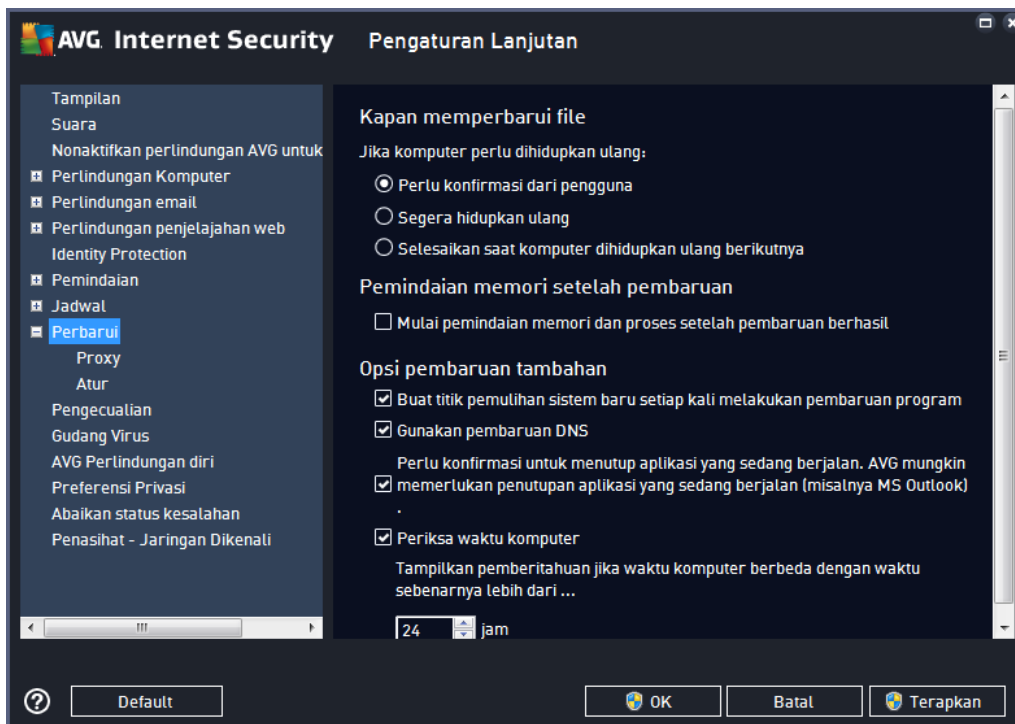 AVG. Internet Security
Pengaturan Lanjutan
Tampilan
Suara
Nonaktifkan perlindungan AVG untuk
Perlindungan Komputer
Perlindungan email
Perlindungan penjelajahan web
Identity Protection
Pemindaian
Jadwal
Perbarui
Proxy
Atur
Pengecualian
Gudang Virus
AVG Perlindungan diri
Preferensi Privasi
Abaikan status kesalahan
Penasihat - Jaringan Dikenali
Kapan memperbarui file
Jika komputer perlu dihidupkan ulang:
Perlu konfirmasi dari pengguna
Segera hidupkan ulang
Selesaikan saat komputer dihidupkan ulang berikutnya
Pemindaian memori setelah pembaruan
Mulai pemindaian memori dan proses setelah pembaruan berhasil
Opsi pembaruan tambahan
Buat titik pemulihan sistem baru setiap kali melakukan pembaruan program
Gunakan pembaruan DNS
Perlu konfirmasi untuk menutup aplikasi yang sedang berjalan. AVG mungkin
memerlukan penutupan aplikasi yang sedang berjalan (misalnya MS Outlook)
.
Periksa waktu komputer
Tampilkan pemberitahuan jika waktu komputer berbeda dengan waktu
sebenarnya lebih dari ...
24 jam
Default
OK
Batal
Terapkan